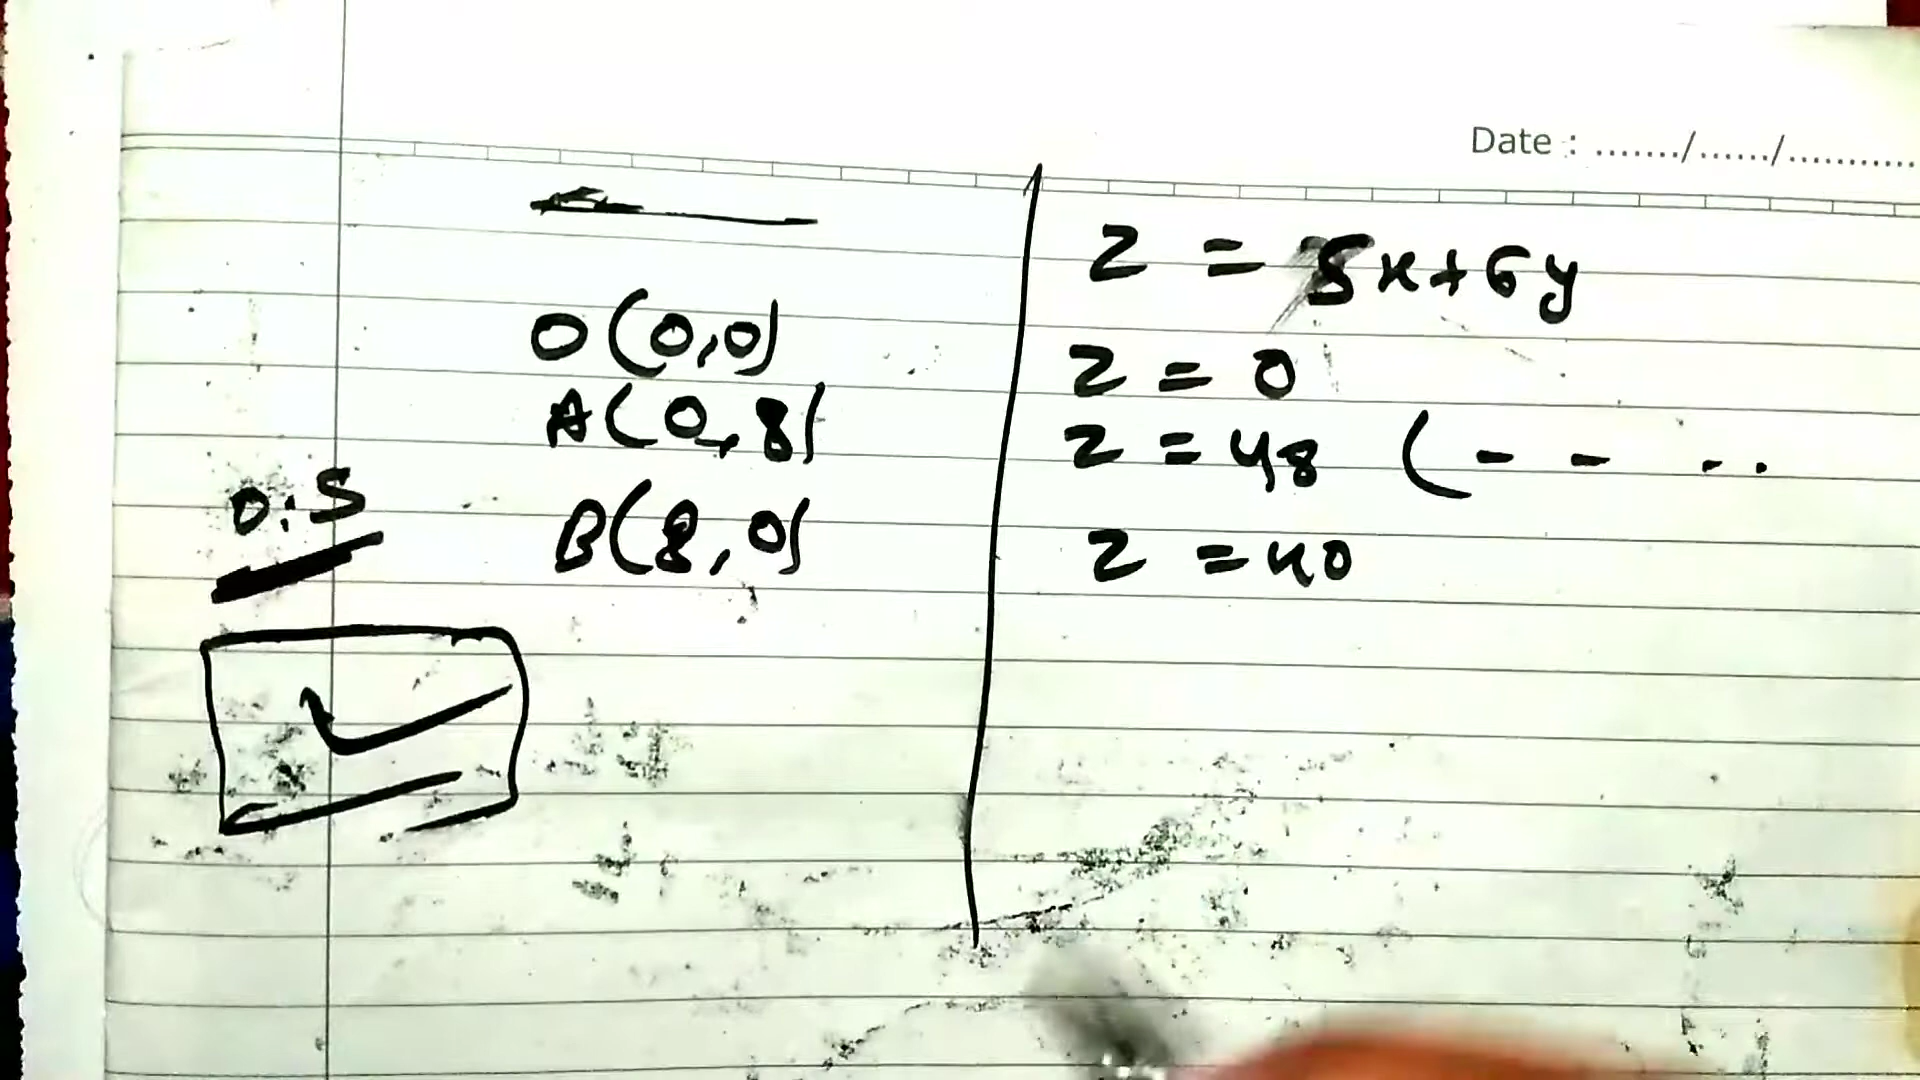 Date : ......./....../...........
z = 5x+6y
O(0,0)
z = 0
A(0,8)
z = 48 (- - ..
0.5
B(8,0)
z = 40